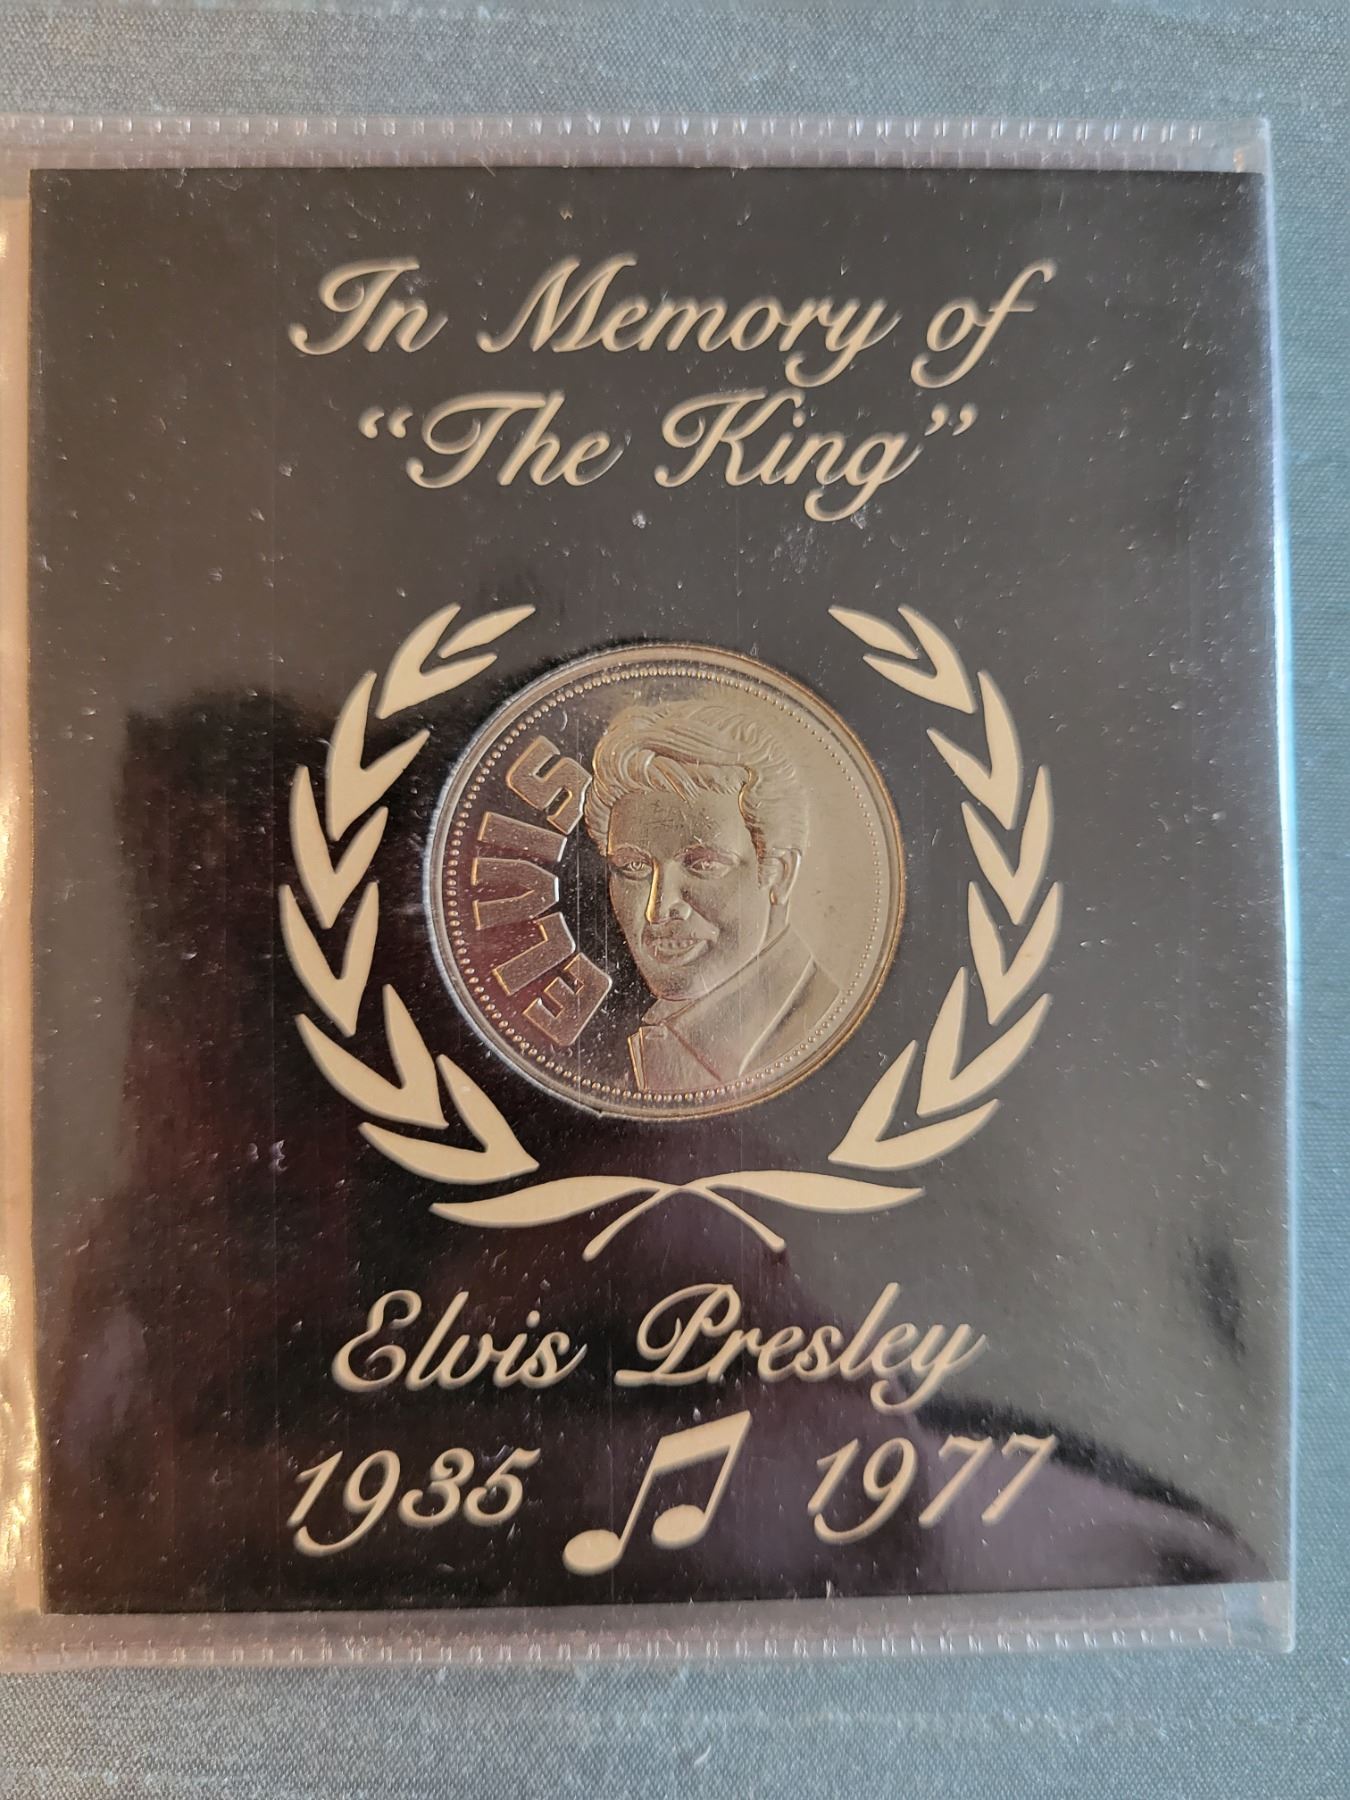 In Memory of
“The King”
ELVIS
Elvis Presley
1935 1977